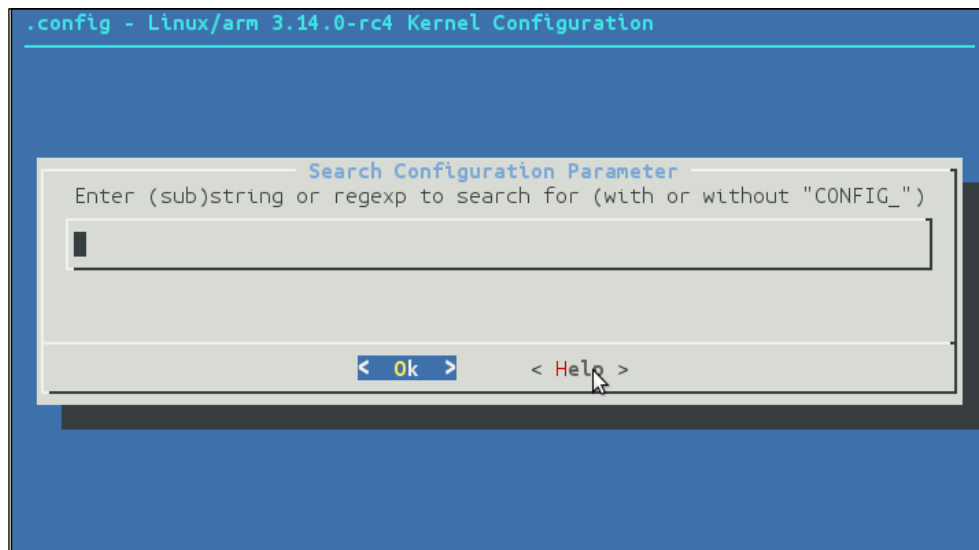 .config - Linux/arm 3.14.0-rc4 Kernel Configuration
Search Configuration Parameter
Enter (sub)string or regexp to search for (with or without "CONFIG_")
< Ok > < Help >